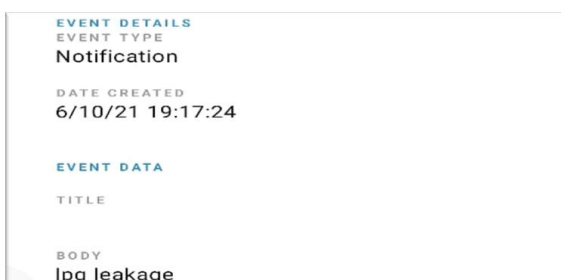 EVENT DETAILS
EVENT TYPE
Notification
DATE CREATED
6/10/21 19:17:24
EVENT DATA
TITLE
BODY
lpg leakage